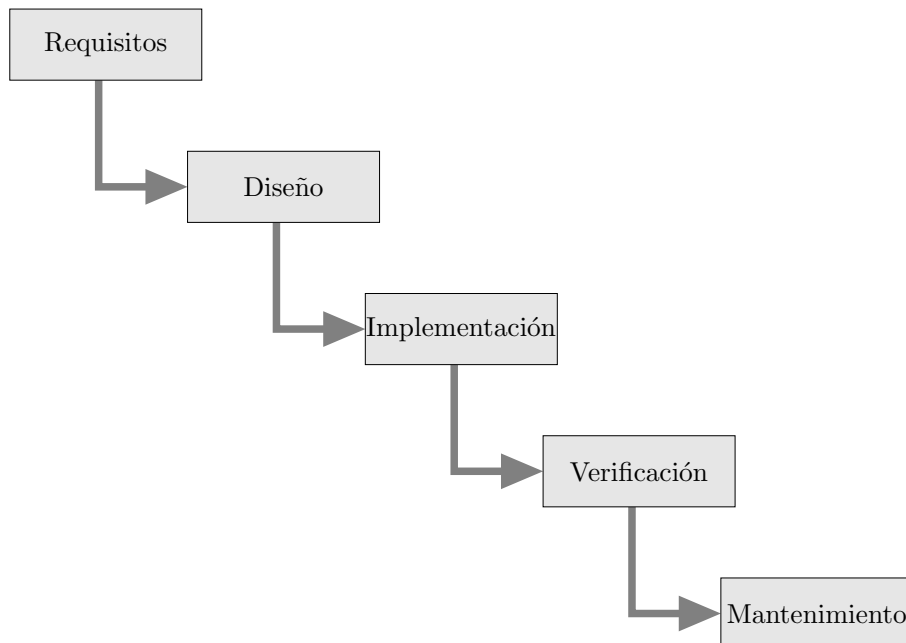 Requisitos
Diseño
Implementación
Verificación
Mantenimiento